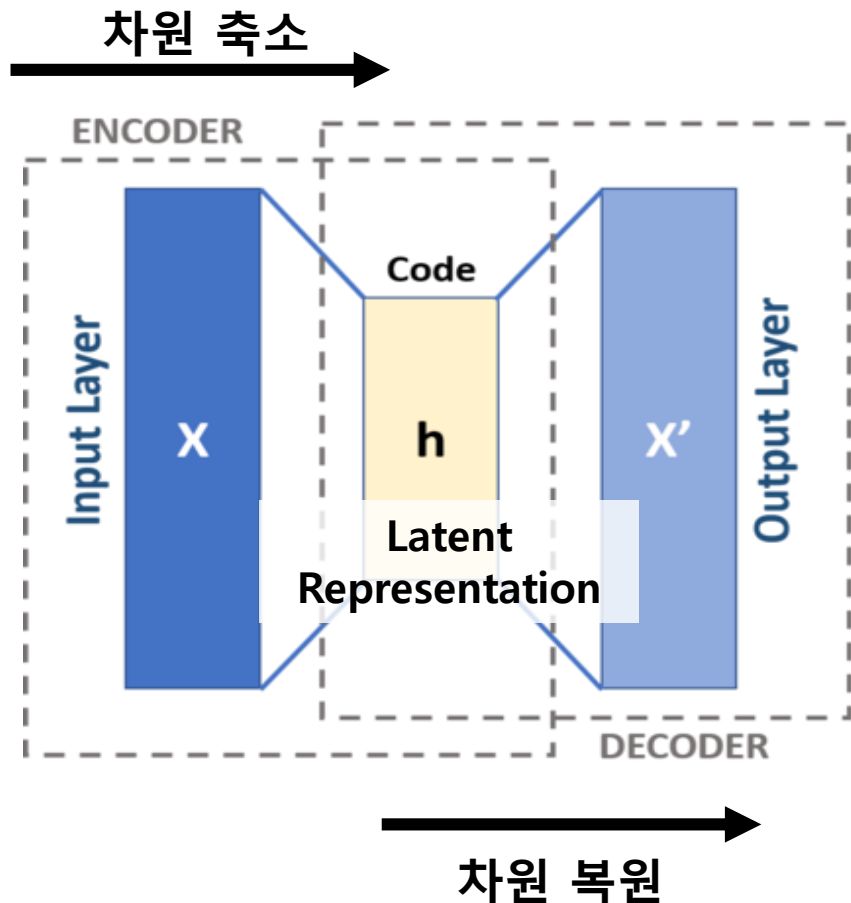 차원 축소
ENCODER
Code
Input Layer
X
h
X’
Output Layer
Latent
Representation
DECODER
차원 복원